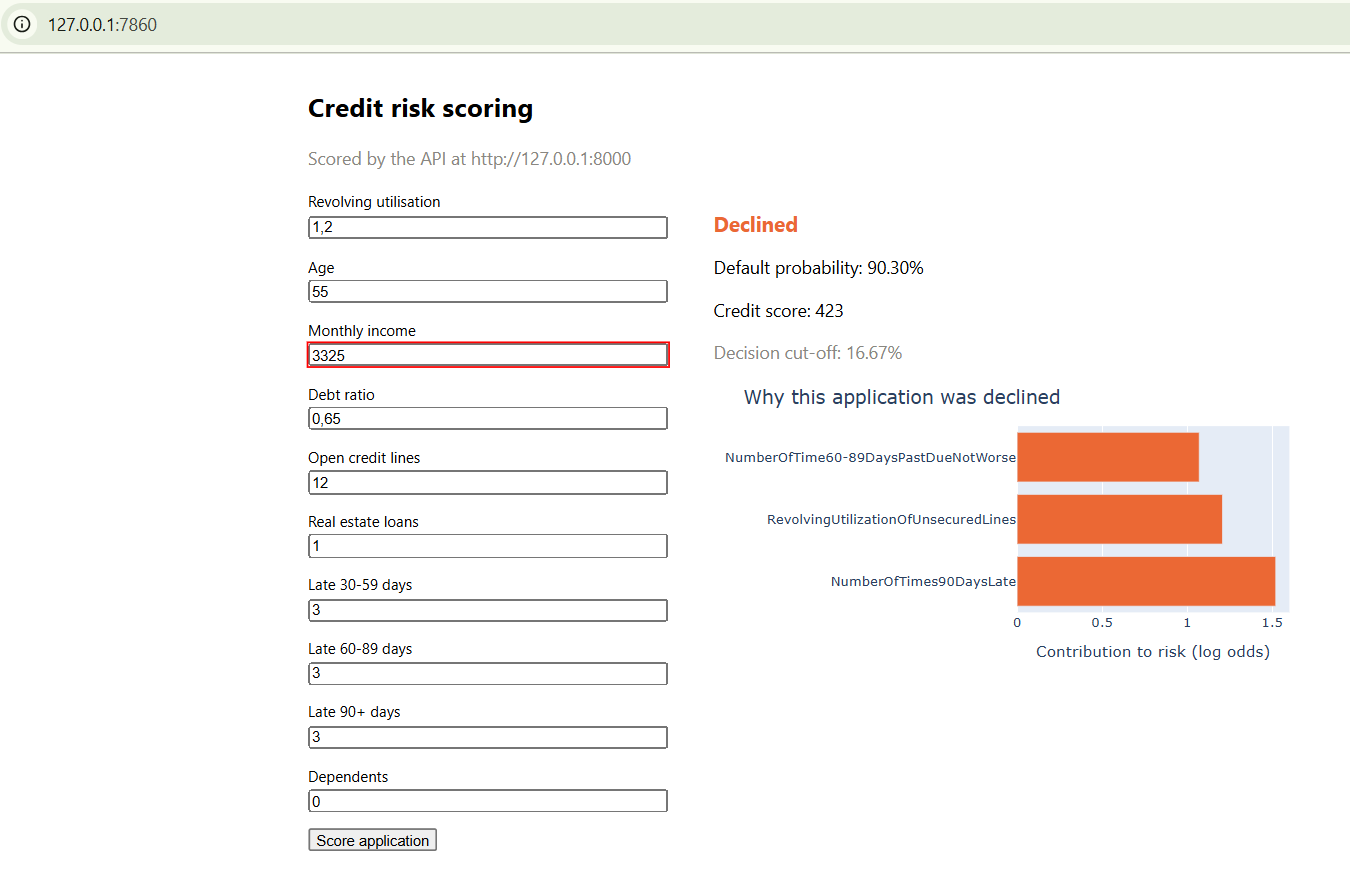 127.0.0.1:7860
Credit risk scoring
Scored by the API at http://127.0.0.1:8000
Revolving utilisation
1,2
Age
55
Monthly income
3325
Debt ratio
0,65
Open credit lines
12
Real estate loans
1
Late 30-59 days
3
Late 60-89 days
3
Late 90+ days
3
Dependents
0
Score application
Declined
Default probability: 90.30%
Credit score: 423
Decision cut-off: 16.67%
Why this application was declined
NumberOfTime60-89DaysPastDueNotWorse
RevolvingUtilizationOfUnsecuredLines
NumberOfTimes90DaysLate
0 0.5 1 1.5
Contribution to risk (log odds)